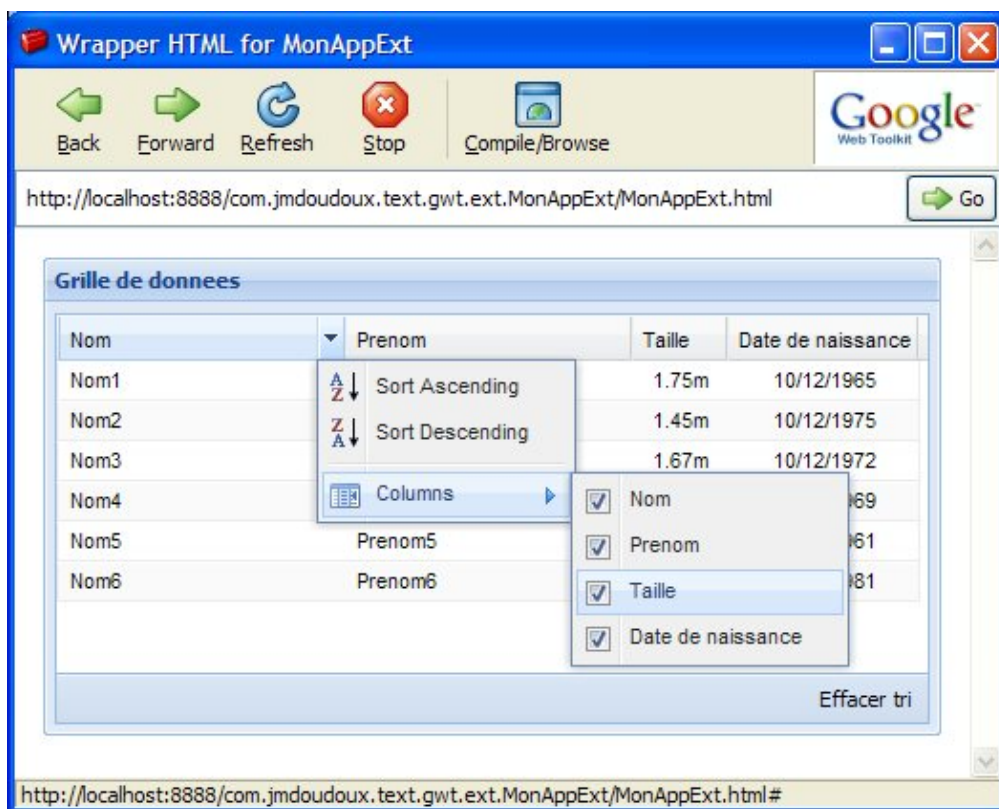 Wrapper HTML for MonAppExt
Back Forward Refresh Stop Compile/Browse
Google
Web Toolkit
http://localhost:8888/com.jmdoudoux.text.gwt.ext.MonAppExt/MonAppExt.html Go
Grille de donnees
Nom Prenom Taille Date de naissance
Nom1 1.75m 10/12/1965
Sort Ascending
Nom2 1.45m 10/12/1975
Sort Descending
Nom3 1.67m 10/12/1972
Nom4 Columns Nom 969
Nom5 Prenom5 Prenom 961
Nom6 Prenom6 Taille 981
Date de naissance
Effacer tri
http://localhost:8888/com.jmdoudoux.text.gwt.ext.MonAppExt/MonAppExt.html#